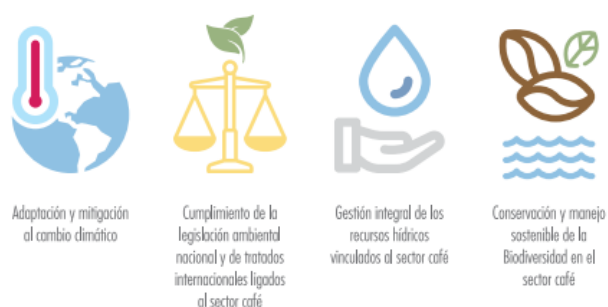 Adaptación y mitigación
al cambio climático
Cumplimiento de la
legislación ambiental
nacional y de tratados
internacionales ligados
al sector café
Gestión integral de los
recursos hídricos
vinculados al sector café
Conservación y manejo
sostenible de la
Biodiversidad en el
sector café